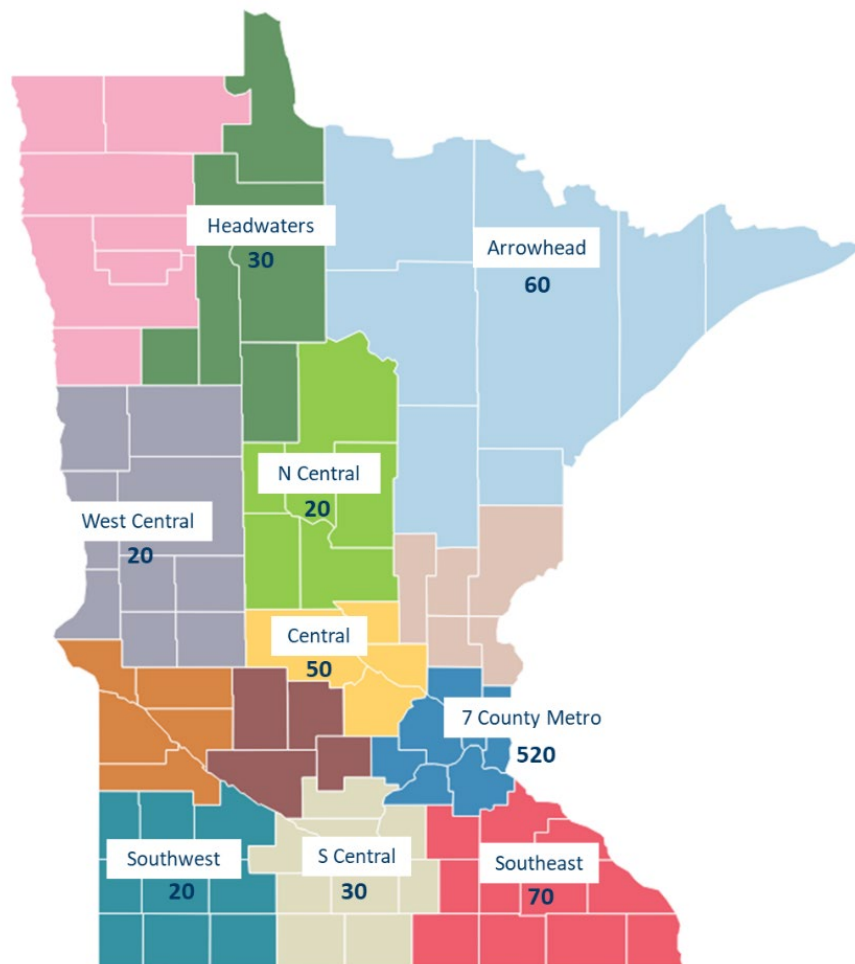 Headwaters
30
Arrowhead
60
N Central
20
West Central
20
Central
50
7 County Metro
520
Southwest
20
S Central
30
Southeast
70